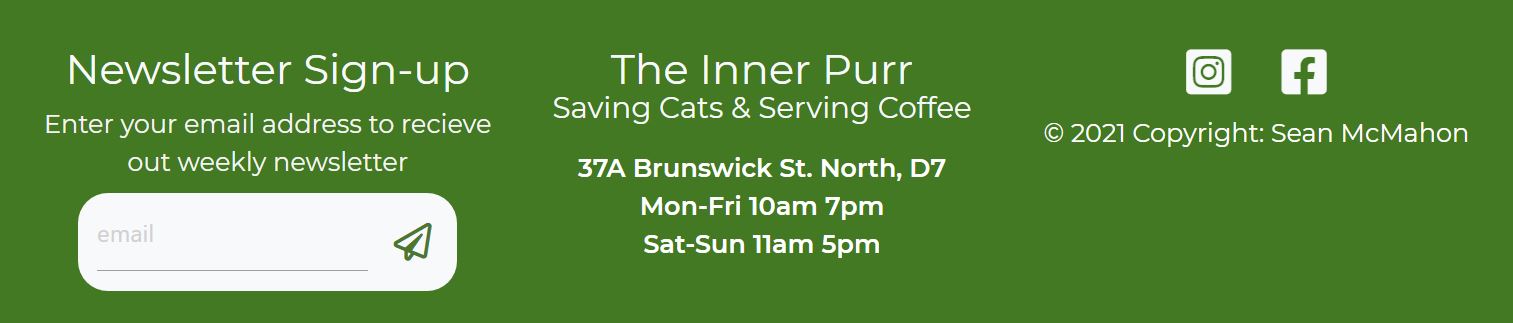 Newsletter Sign-up
Enter your email address to recieve
out weekly newsletter
email
The Inner Purr
Saving Cats & Serving Coffee
37A Brunswick St. North, D7
Mon-Fri 10am 7pm
Sat-Sun 11am 5pm
© 2021 Copyright: Sean McMahon